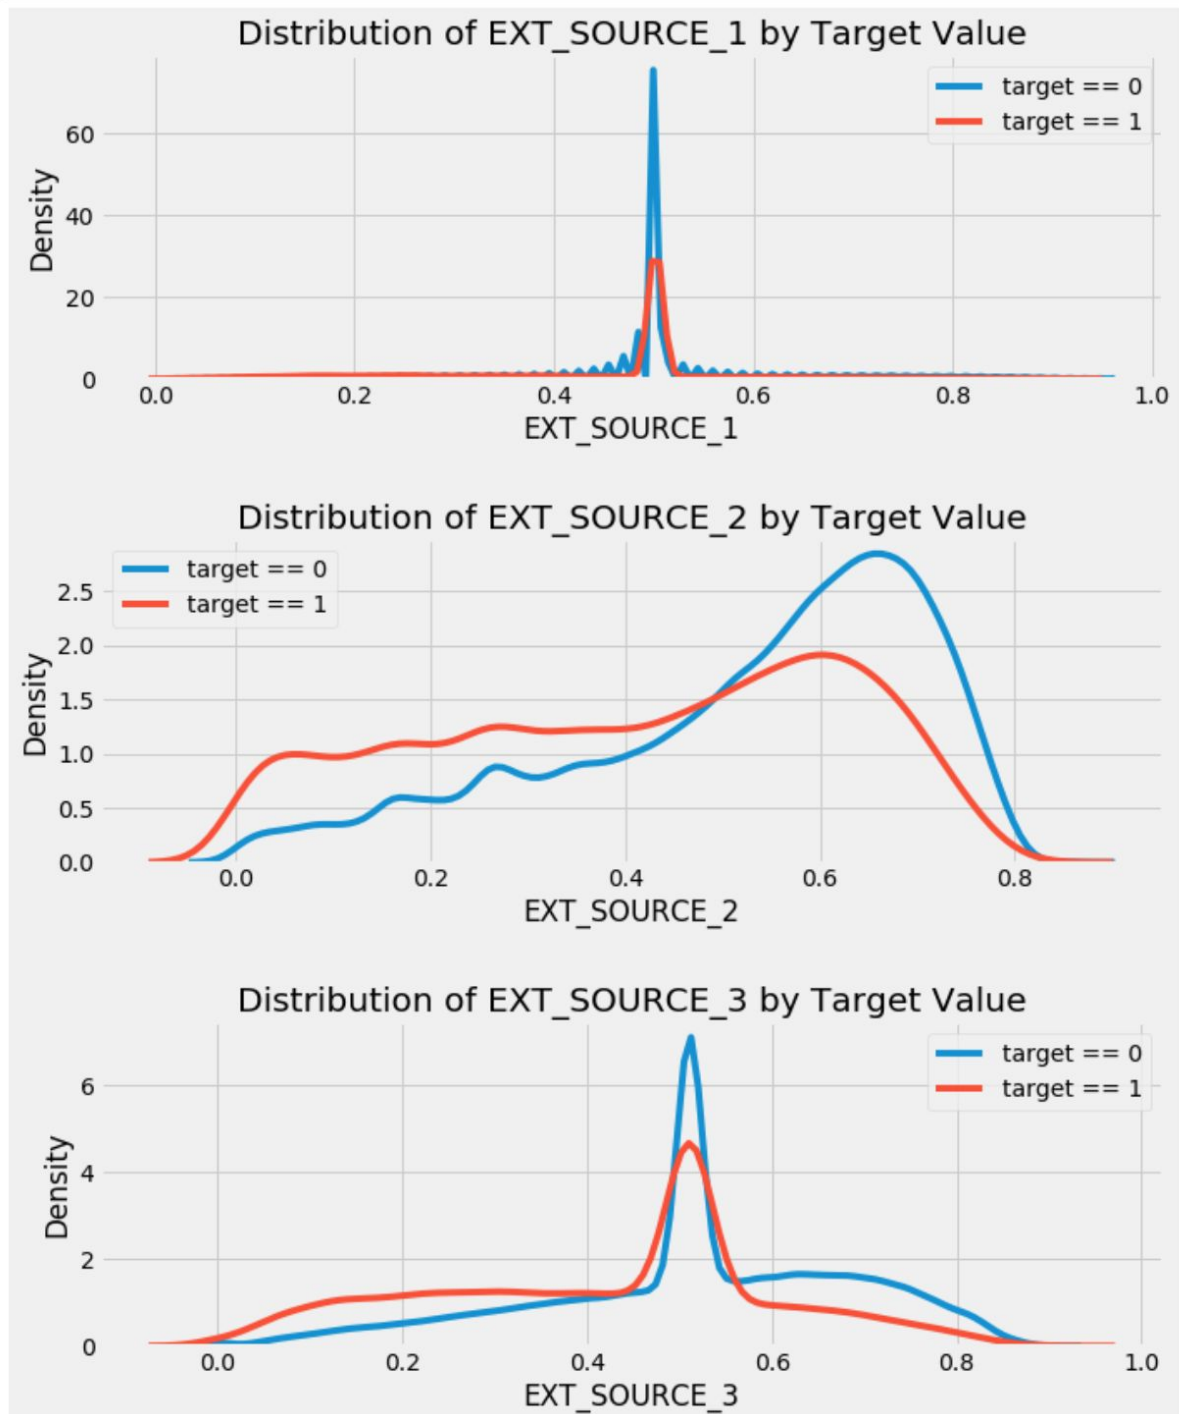 Distribution of EXT_SOURCE_1 by Target Value
target == 0
target == 1
60
40
20
0
Density
0.0 0.2 0.4 0.6 0.8 1.0
EXT_SOURCE_1
Distribution of EXT_SOURCE_2 by Target Value
target == 0
target == 1
2.5
2.0
1.5
1.0
0.5
0.0
Density
0.0 0.2 0.4 0.6 0.8
EXT_SOURCE_2
Distribution of EXT_SOURCE_3 by Target Value
target == 0
target == 1
6
4
2
0
Density
0.0 0.2 0.4 0.6 0.8 1.0
EXT_SOURCE_3